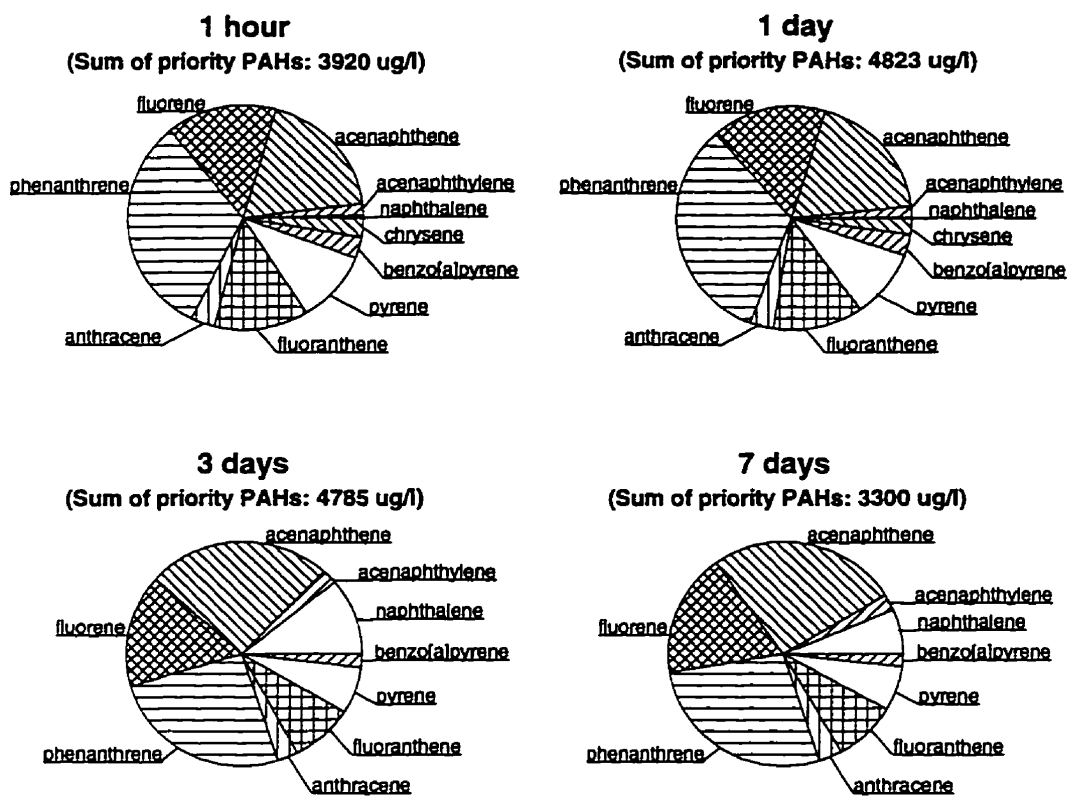 1 hour
(Sum of priority PAHs: 3920 ug/l)
fluorene
acenaphthene
phenanthrene
acenaphthylene
naphthalene
chrysene
benzo[a]pyrene
pyrene
anthracene
fluoranthene
1 day
(Sum of priority PAHs: 4823 ug/l)
fluorene
acenaphthene
phenanthrene
acenaphthylene
naphthalene
chrysene
benzo[a]pyrene
pyrene
anthracene
fluoranthene
3 days
(Sum of priority PAHs: 4785 ug/l)
acenaphthene
acenaphthylene
naphthalene
fluorene
benzo[a]pyrene
pyrene
fluoranthene
phenanthrene
anthracene
7 days
(Sum of priority PAHs: 3300 ug/l)
acenaphthene
acenaphthylene
naphthalene
fluorene
benzo[a]pyrene
pyrene
fluoranthene
phenanthrene
anthracene